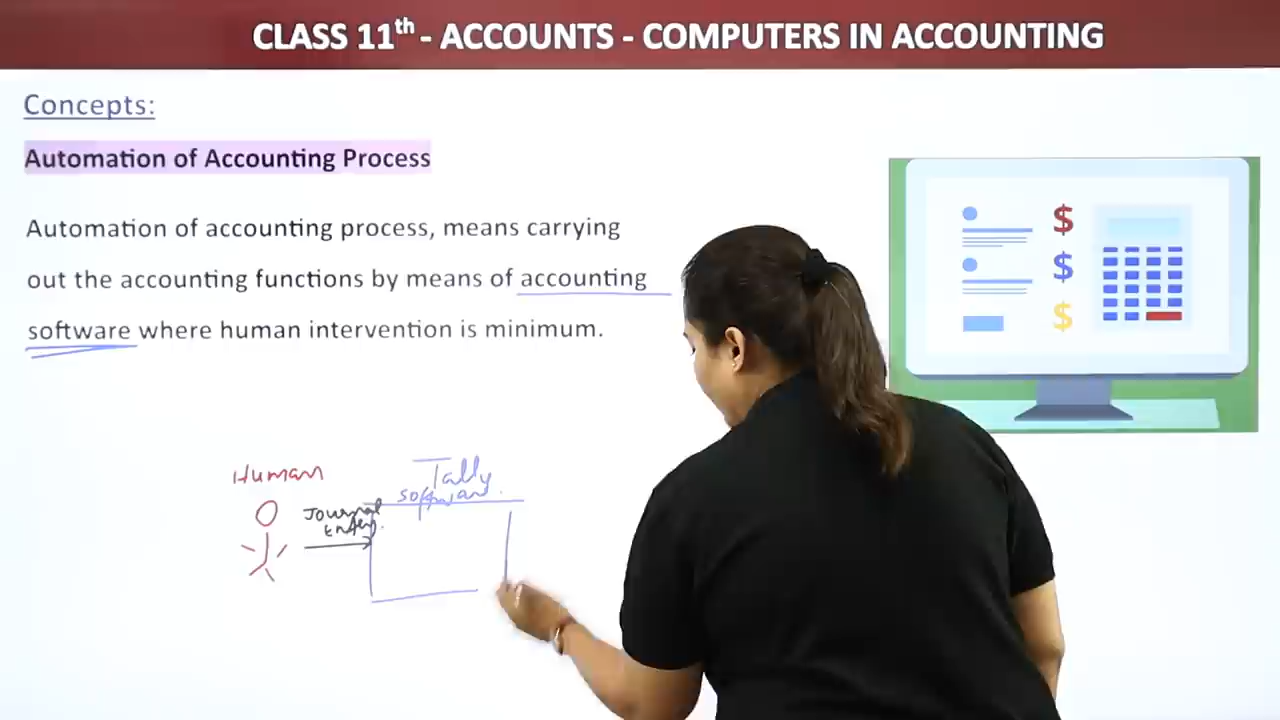 CLASS 11th - ACCOUNTS - COMPUTERS IN ACCOUNTING
Concepts:
Automation of Accounting Process
Automation of accounting process, means carrying
out the accounting functions by means of accounting
software where human intervention is minimum.
Human
Tally
software.
Journal
Entry.
$
$
$